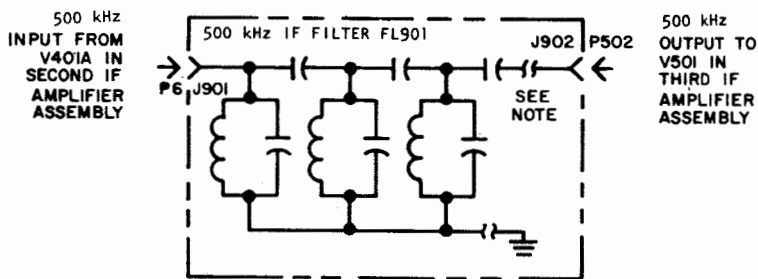 500 kHz
INPUT FROM
V401A IN
SECOND IF
AMPLIFIER
ASSEMBLY
500 kHz IF FILTER FL901
P6
J901
J902
P502
SEE
NOTE
500 kHz
OUTPUT TO
V501 IN
THIRD IF
AMPLIFIER
ASSEMBLY